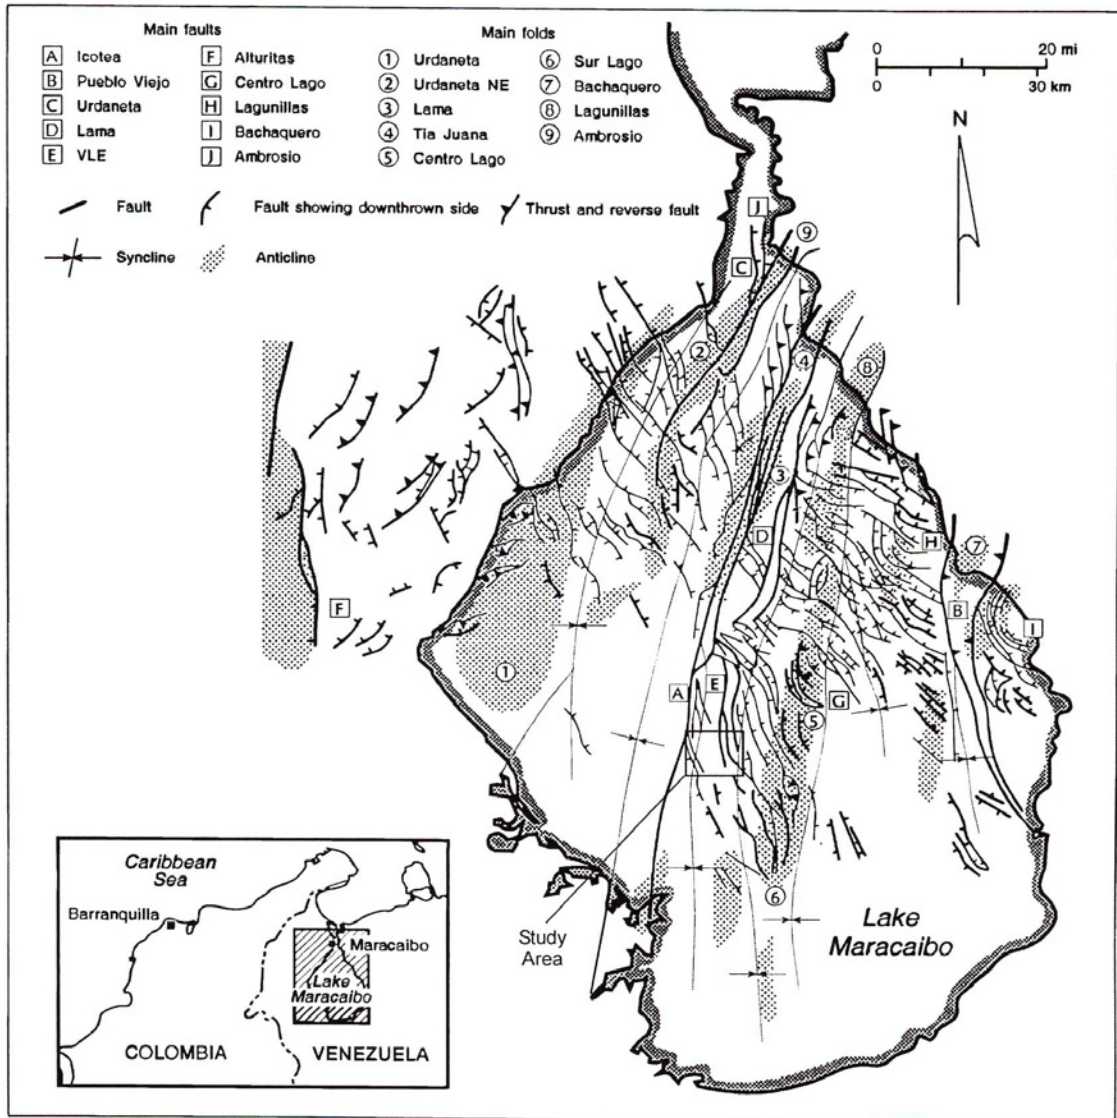 Main faults
A Icotea
B Pueblo Viejo
C Urdaneta
D Lama
E VLE
F Alturitas
G Centro Lago
H Lagunillas
I Bachaquero
J Ambrosio
Main folds
1 Urdaneta
2 Urdaneta NE
3 Lama
4 Tia Juana
5 Centro Lago
6 Sur Lago
7 Bachaquero
8 Lagunillas
9 Ambrosio
0 20 mi
0 30 km
N
Fault
Fault showing downthrown side
Thrust and reverse fault
Syncline
Anticline
J
9
C
2
4
8
3
D
H
7
F
B
I
1
A
E
G
5
6
Study
Area
Lake
Maracaibo
Caribbean
Sea
Barranquilla
Maracaibo
Lake
Maracaibo
COLOMBIA
VENEZUELA